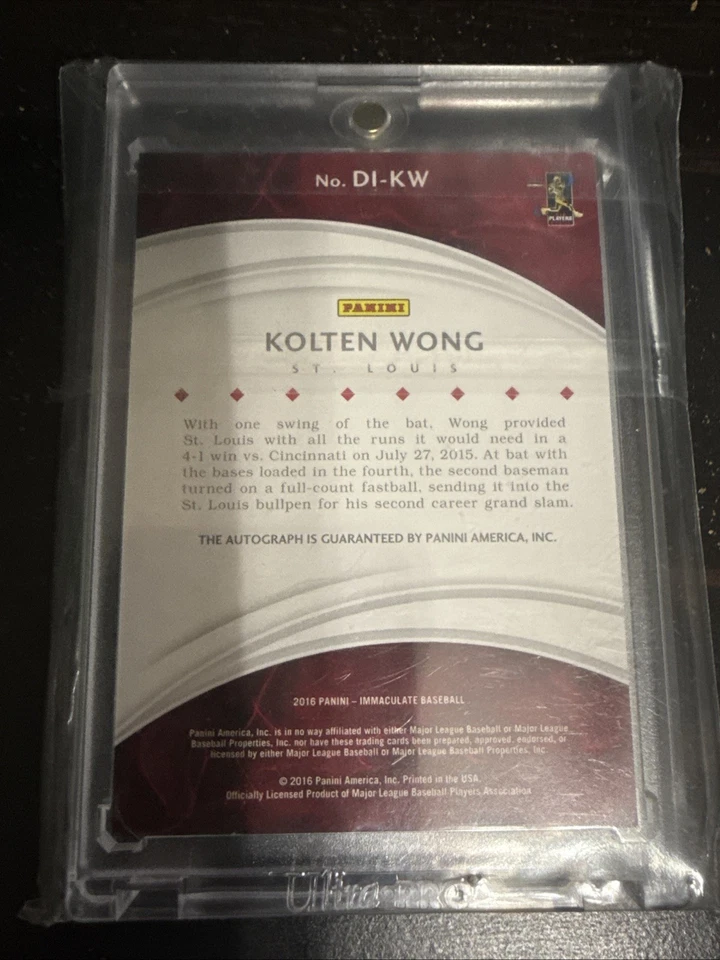 No. DI-KW
PLAYERS
PANINI
KOLTEN WONG
ST. LOUIS
With one swing of the bat, Wong provided
St. Louis with all the runs it would need in a
4-1 win vs. Cincinnati on July 27, 2015. At bat with
the bases loaded in the fourth, the second baseman
turned on a full-count fastball, sending it into the
St. Louis bullpen for his second career grand slam.
THE AUTOGRAPH IS GUARANTEED BY PANINI AMERICA, INC.
2016 PANINI – IMMACULATE BASEBALL
Panini America, Inc. is in no way affiliated with either Major League Baseball or Major League
Baseball Properties, Inc. nor have these trading cards been prepared, approved, endorsed, or
licensed by either Major League Baseball or Major League Baseball Properties, Inc.
© 2016 Panini America, Inc. Printed in the USA.
Officially Licensed Product of Major League Baseball Players Association